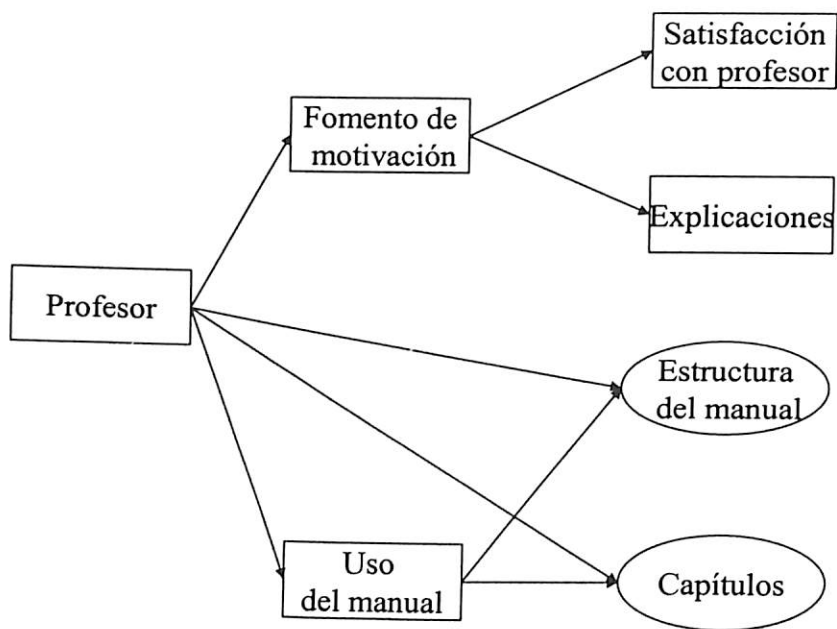 Satisfacción
con profesor
Fomento de
motivación
Explicaciones
Profesor
Estructura
del manual
Uso
del manual
Capítulos